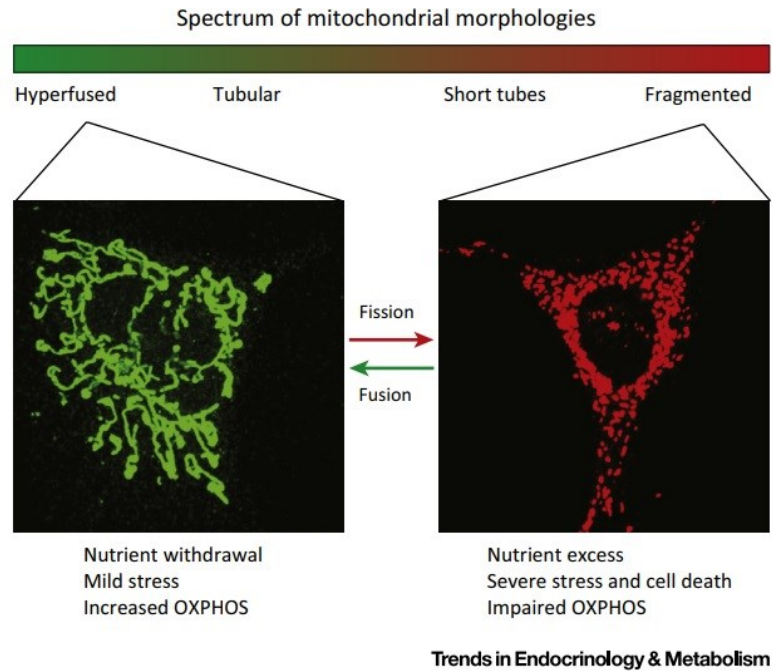 Spectrum of mitochondrial morphologies
Hyperfused Tubular Short tubes Fragmented
Fission
Fusion
Nutrient withdrawal
Mild stress
Increased OXPHOS
Nutrient excess
Severe stress and cell death
Impaired OXPHOS
Trends in Endocrinology & Metabolism